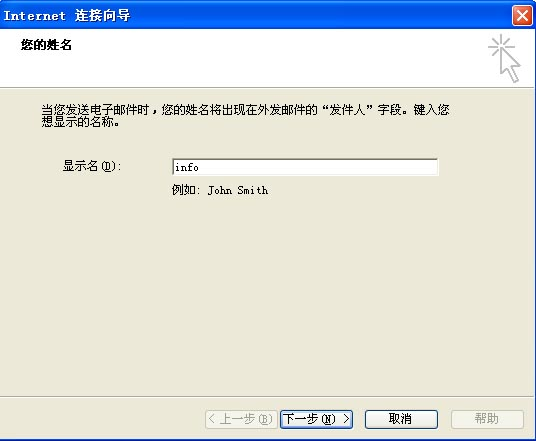 Internet 连接向导
您的姓名
当您发送电子邮件时，您的姓名将出现在外发邮件的“发件人”字段。键入您
想显示的名称。
显示名(D): info
例如: John Smith
< 上一步(B) 下一步(N) > 取消 帮助